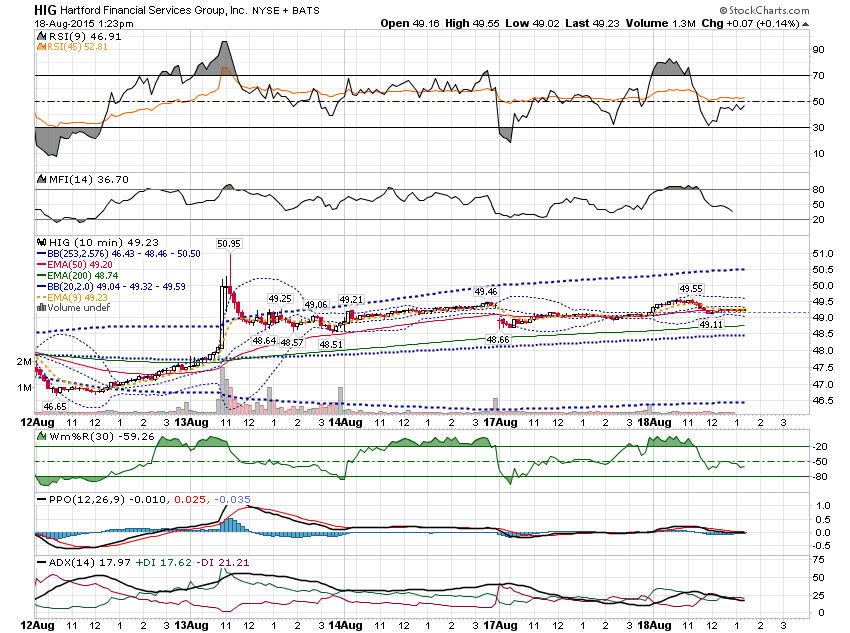 HIG Hartford Financial Services Group, Inc. NYSE + BATS
© StockCharts.com
18-Aug-2015 1:23pm
Open 49.16 High 49.55 Low 49.02 Last 49.23 Volume 1.3M Chg +0.07 (+0.14%)
RSI(9) 46.91
RSI(45) 52.81
90
70
50
30
10
MFI(14) 36.70
80
50
20
HIG (10 min) 49.23
BB(253,2.576) 46.43 - 48.46 - 50.50
EMA(50) 49.20
EMA(200) 48.74
BB(20,2.0) 49.04 - 49.32 - 49.59
EMA(9) 49.23
Volume undef
50.95
49.25
49.06
49.21
49.46
49.55
48.64
48.57
48.51
48.66
49.11
46.65
51.0
50.5
50.0
49.5
49.0
48.5
48.0
47.5
47.0
46.5
2M
1M
12Aug 11 12 1 2 3 13Aug 11 12 1 2 3 14Aug 11 12 1 2 3 17Aug 11 12 1 2 3 18Aug 11 12 1 2 3
Wm%R(30) -59.26
-20
-50
-80
PPO(12,26,9) -0.010, 0.025, -0.035
1.0
0.5
0.0
-0.5
ADX(14) 17.97 +DI 17.62 -DI 21.21
75
50
25
0
12Aug 11 12 1 2 3 13Aug 11 12 1 2 3 14Aug 11 12 1 2 3 17Aug 11 12 1 2 3 18Aug 11 12 1 2 3